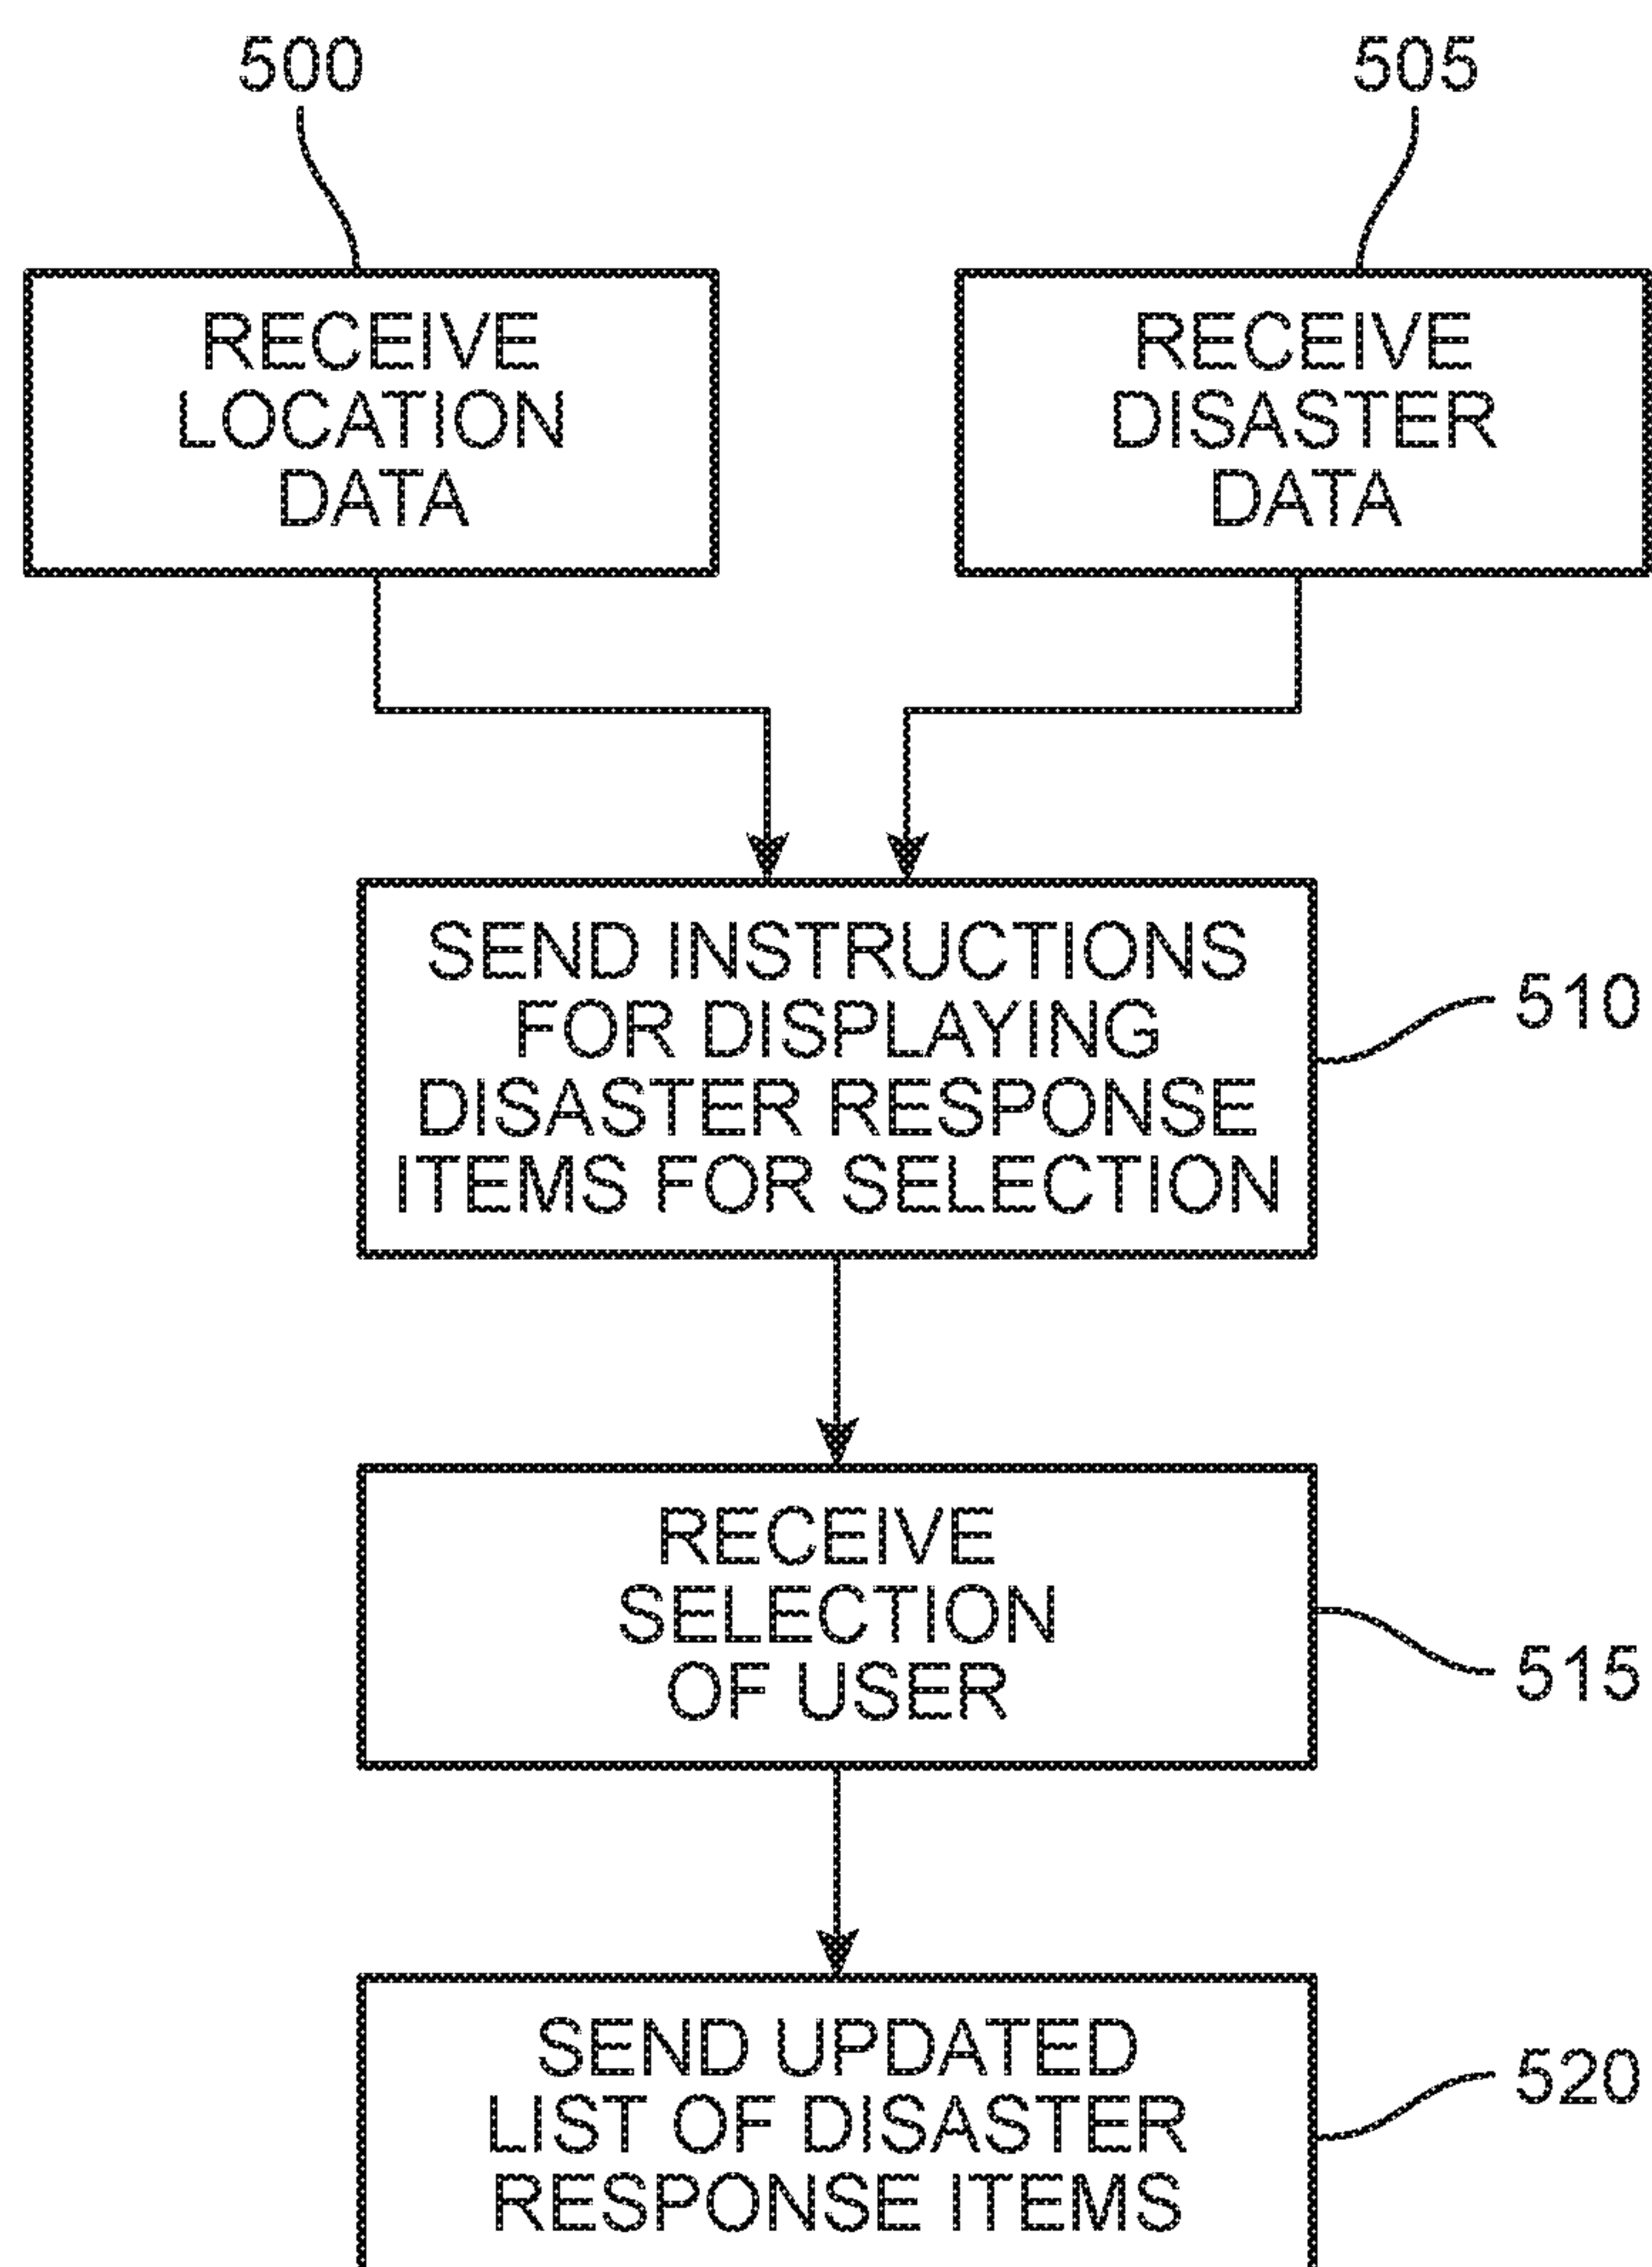 500
505
RECEIVE
LOCATION
DATA
RECEIVE
DISASTER
DATA
SEND INSTRUCTIONS
FOR DISPLAYING
DISASTER RESPONSE
ITEMS FOR SELECTION
510
RECEIVE
SELECTION
OF USER
515
SEND UPDATED
LIST OF DISASTER
RESPONSE ITEMS
520